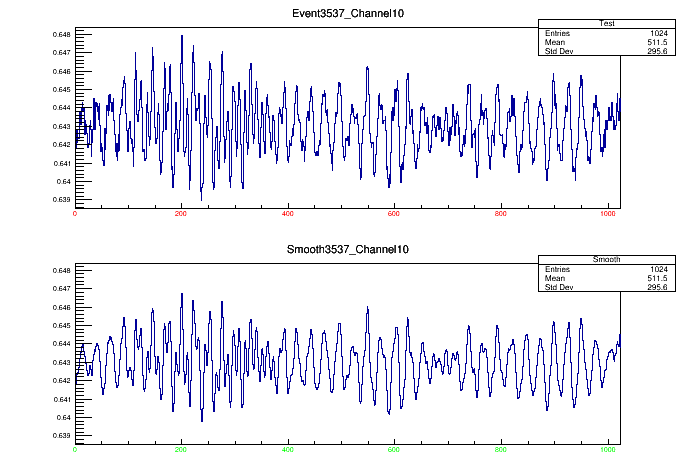 Event3537_Channel10
Test
Entries 1024
Mean 511.5
Std Dev 295.6
0.648
0.647
0.646
0.645
0.644
0.643
0.642
0.641
0.64
0.639
0 200 400 600 800 1000
Smooth3537_Channel10
Smooth
Entries 1024
Mean 511.5
Std Dev 295.6
0.648
0.647
0.646
0.645
0.644
0.643
0.642
0.641
0.64
0.639
0 200 400 600 800 1000